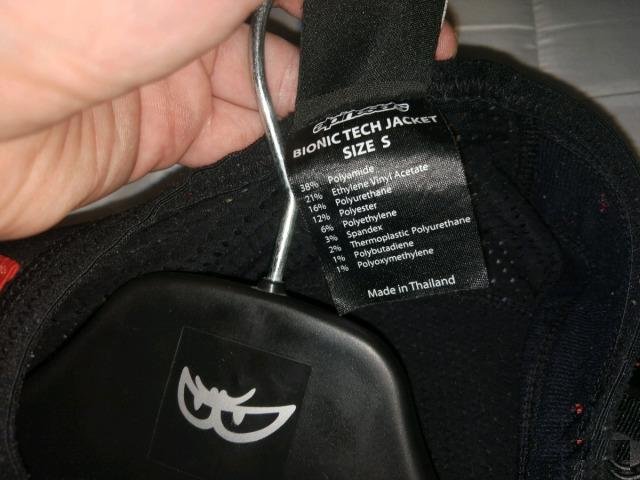 alpinestars
BIONIC TECH JACKET
SIZE S
38% Polyamide
21% Ethylene Vinyl Acetate
16% Polyurethane
12% Polyester
6% Polyethylene
3% Spandex
2% Thermoplastic Polyurethane
1% Polybutadiene
1% Polyoxymethylene
Made in Thailand